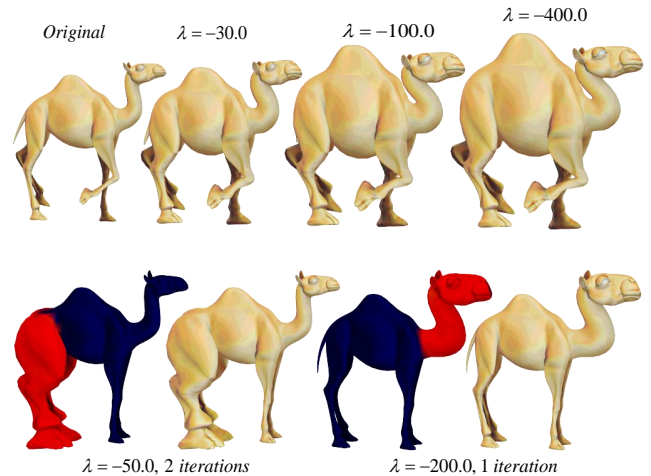 Original
λ = −30.0
λ = −100.0
λ = −400.0
λ = −50.0, 2 iterations
λ = −200.0, 1 iteration